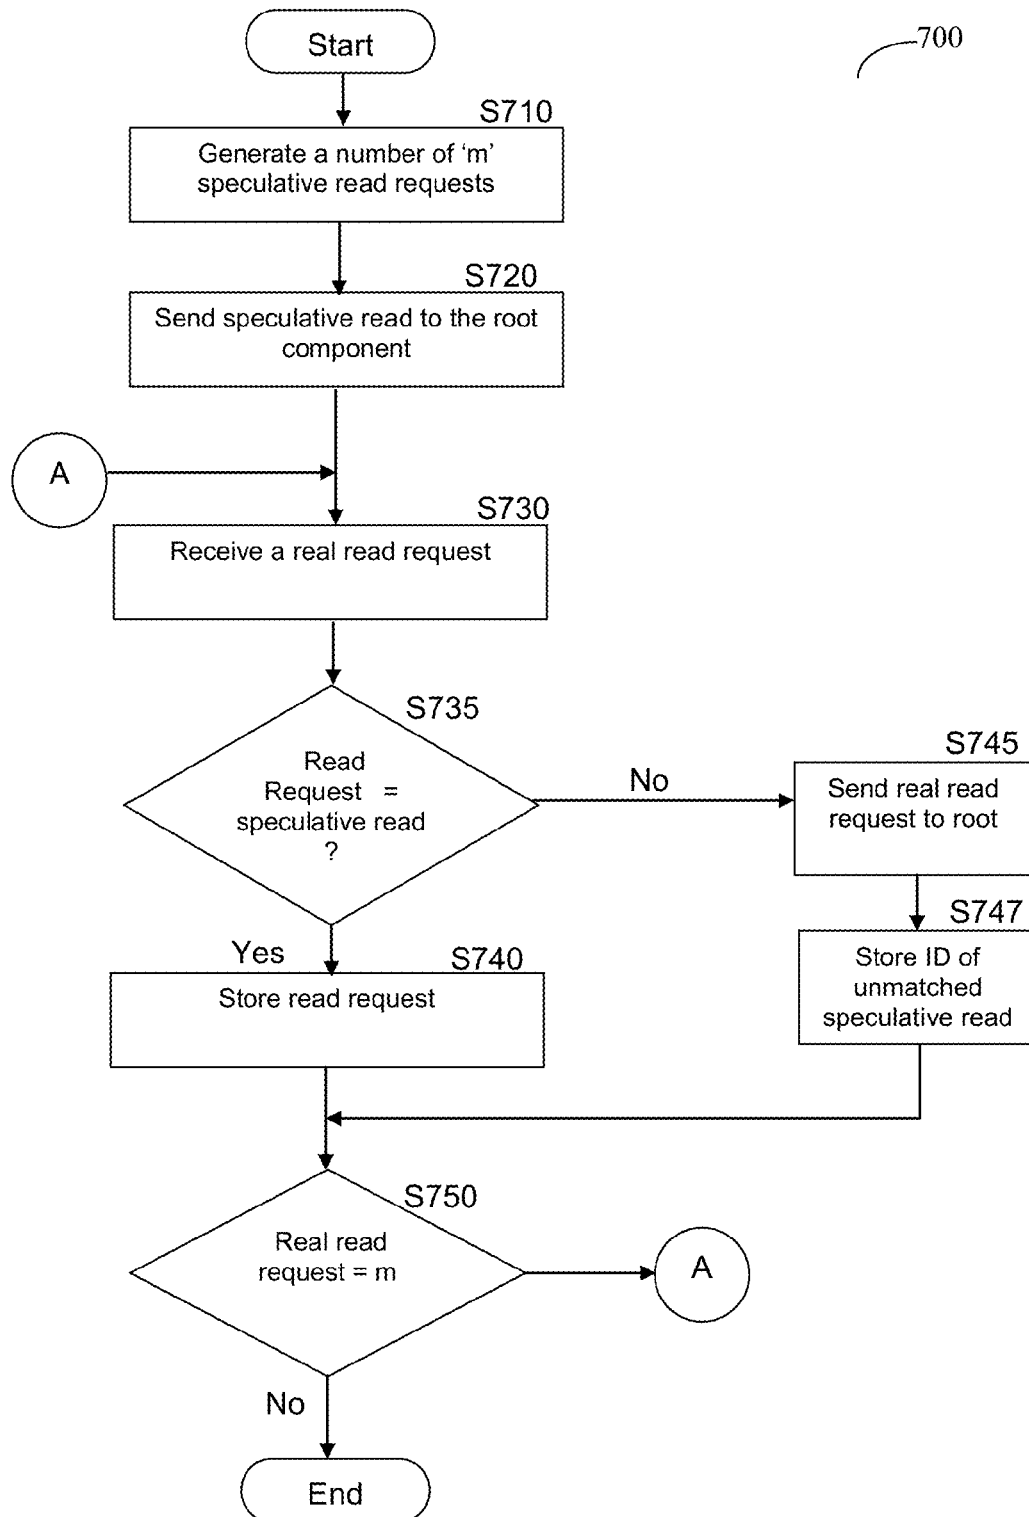 Start
700
S710
Generate a number of ‘m’
speculative read requests
S720
Send speculative read to the root
component
A
S730
Receive a real read request
S735
Read
Request =
speculative read
?
No
S745
Send real read
request to root
S747
Store ID of
unmatched
speculative read
Yes
S740
Store read request
S750
Real read
request = m
A
No
End